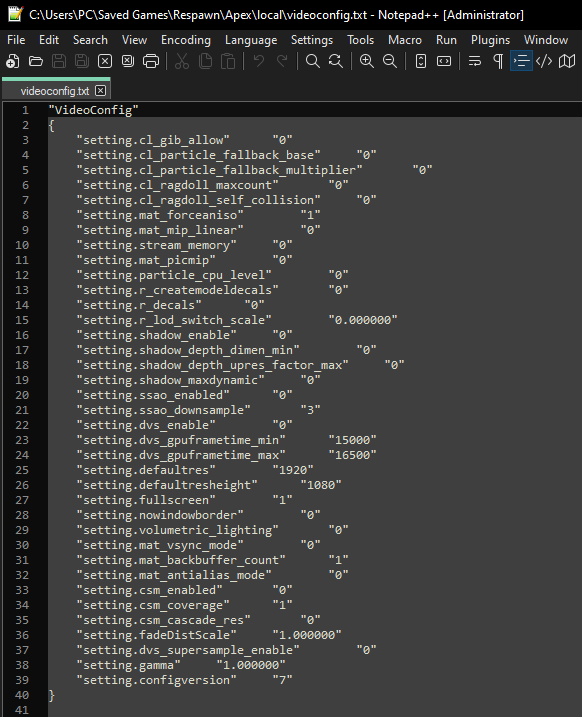 C:\Users\PC\Saved Games\Respawn\Apex\local\videoconfig.txt - Notepad++ [Administrator]
File Edit Search View Encoding Language Settings Tools Macro Run Plugins Window
videoconfig.txt
1 "VideoConfig"
2 {
3 "setting.cl_gib_allow" "0"
4 "setting.cl_particle_fallback_base" "0"
5 "setting.cl_particle_fallback_multiplier" "0"
6 "setting.cl_ragdoll_maxcount" "0"
7 "setting.cl_ragdoll_self_collision" "0"
8 "setting.mat_forceaniso" "1"
9 "setting.mat_mip_linear" "0"
10 "setting.stream_memory" "0"
11 "setting.mat_picmip" "0"
12 "setting.particle_cpu_level" "0"
13 "setting.r_createmodeldecals" "0"
14 "setting.r_decals" "0"
15 "setting.r_lod_switch_scale" "0.000000"
16 "setting.shadow_enable" "0"
17 "setting.shadow_depth_dimen_min" "0"
18 "setting.shadow_depth_upres_factor_max" "0"
19 "setting.shadow_maxdynamic" "0"
20 "setting.ssao_enabled" "0"
21 "setting.ssao_downsample" "3"
22 "setting.dvs_enable" "0"
23 "setting.dvs_gpuframetime_min" "15000"
24 "setting.dvs_gpuframetime_max" "16500"
25 "setting.defaultres" "1920"
26 "setting.defaultresheight" "1080"
27 "setting.fullscreen" "1"
28 "setting.nowindowborder" "0"
29 "setting.volumetric_lighting" "0"
30 "setting.mat_vsync_mode" "0"
31 "setting.mat_backbuffer_count" "1"
32 "setting.mat_antialias_mode" "0"
33 "setting.csm_enabled" "0"
34 "setting.csm_coverage" "1"
35 "setting.csm_cascade_res" "0"
36 "setting.fadeDistScale" "1.000000"
37 "setting.dvs_supersample_enable" "0"
38 "setting.gamma" "1.000000"
39 "setting.configversion" "7"
40 }
41